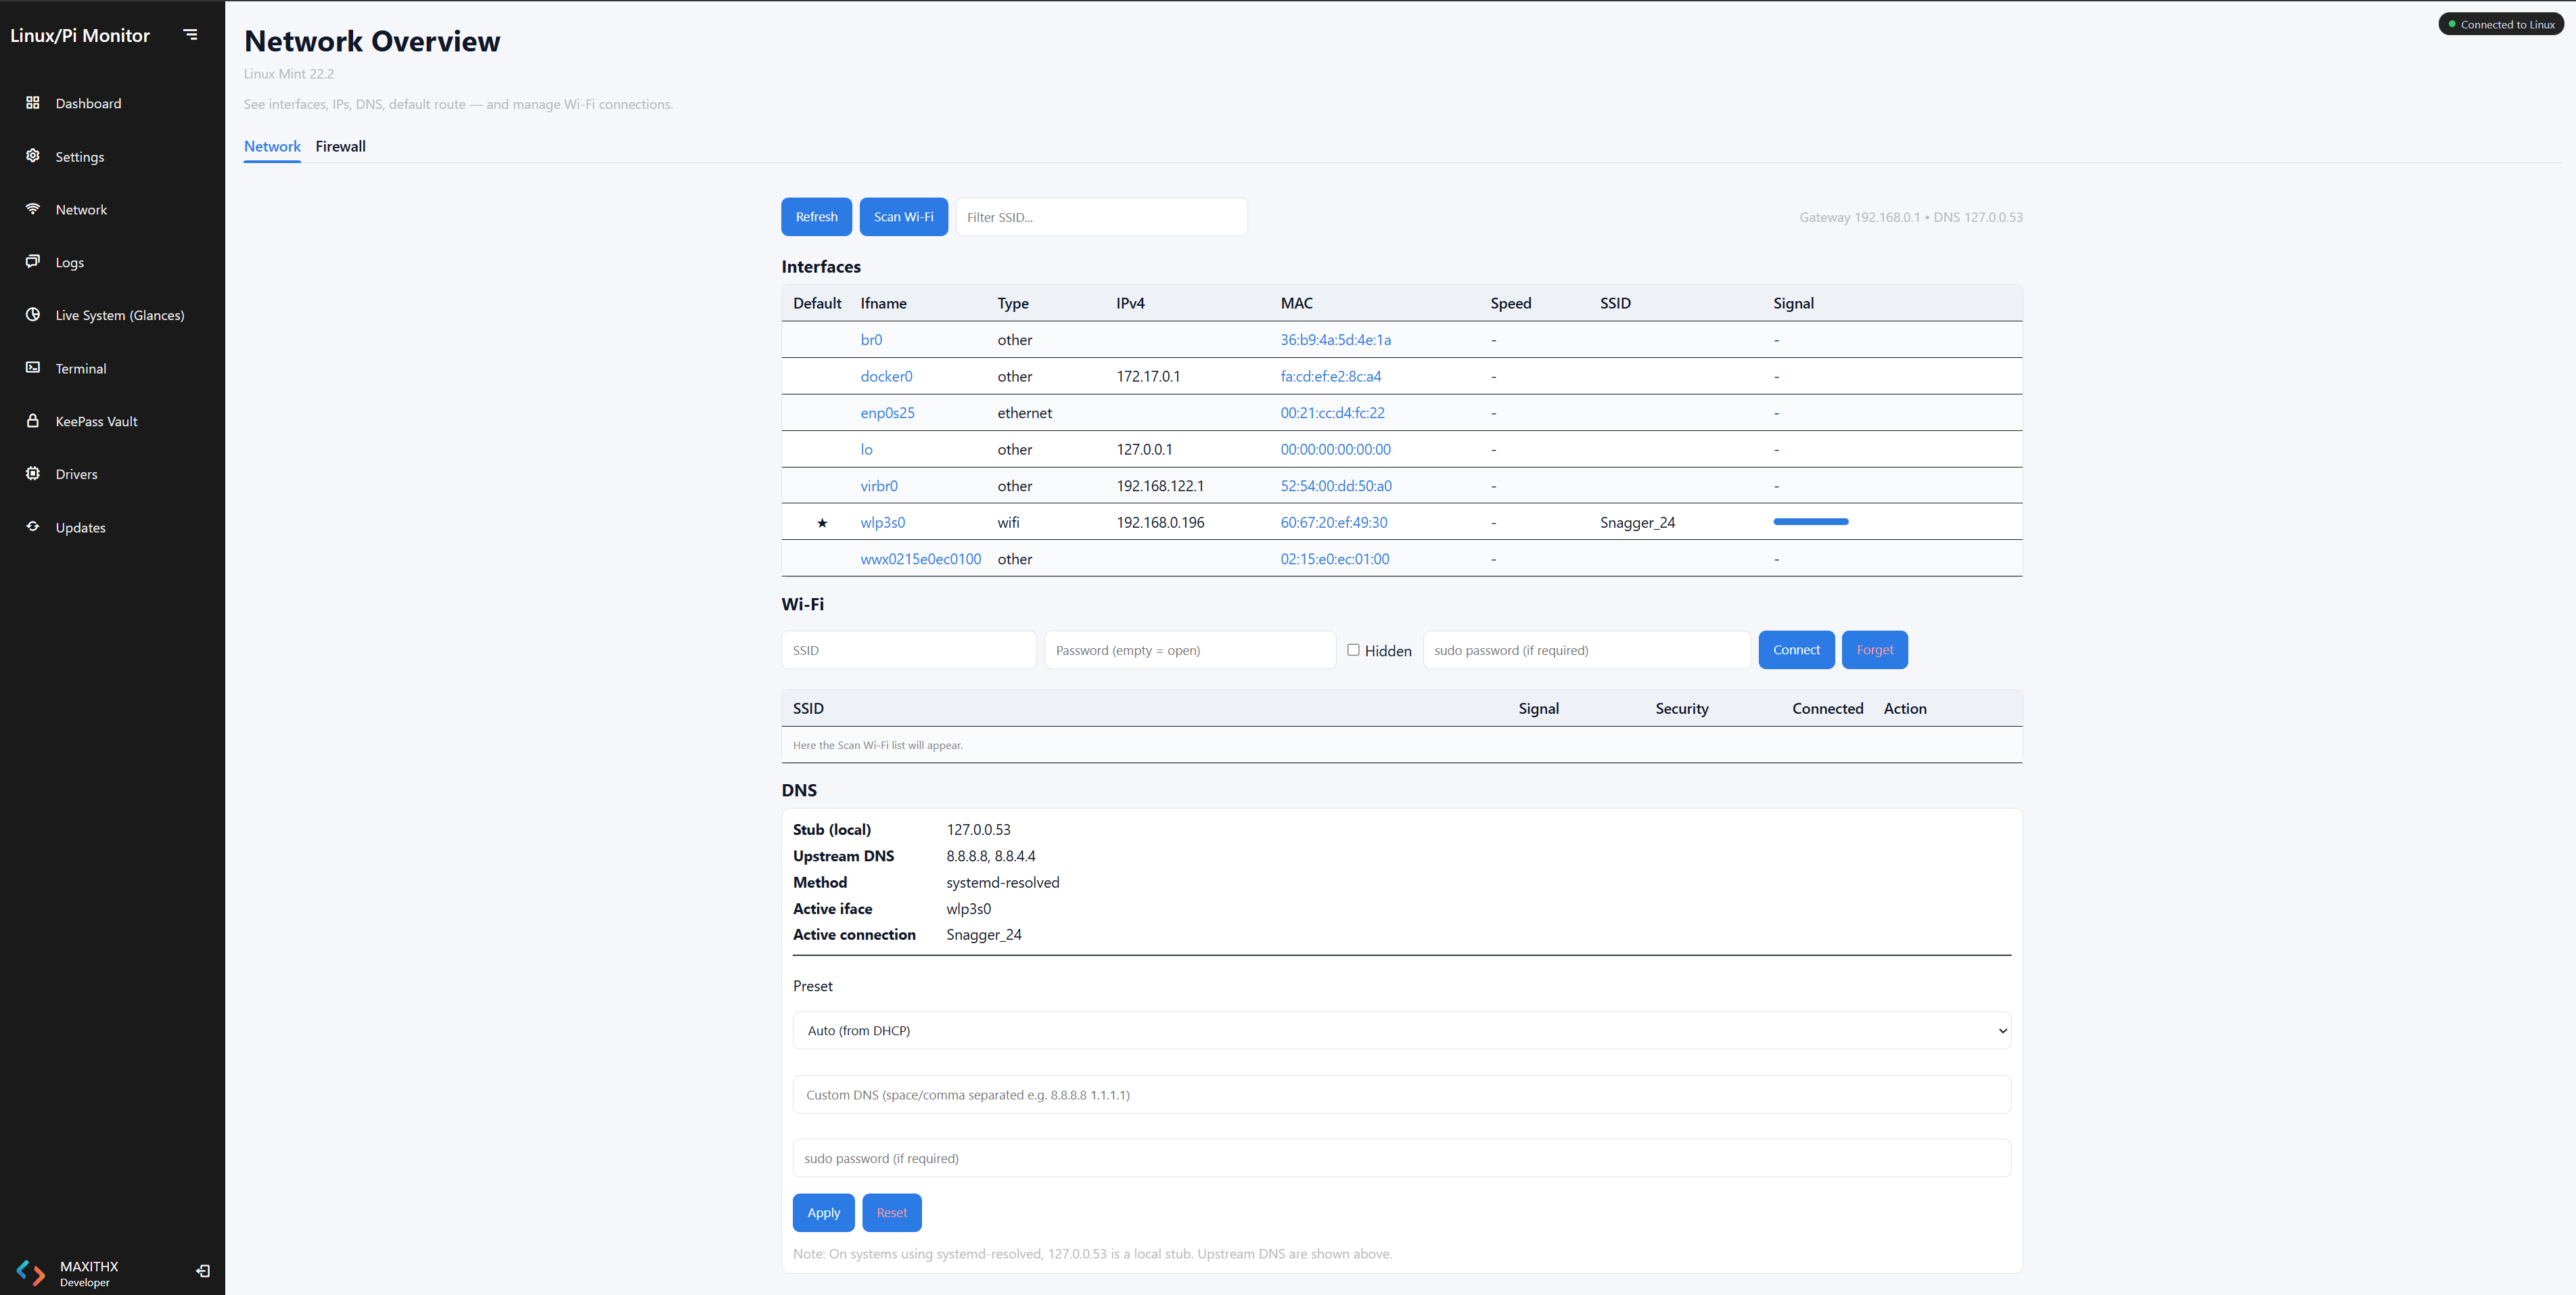 Linux/Pi Monitor
Dashboard
Settings
Network
Logs
Live System (Glances)
Terminal
KeePass Vault
Drivers
Updates
MAXITHX
Developer
Connected to Linux
Network Overview
Linux Mint 22.2
See interfaces, IPs, DNS, default route — and manage Wi-Fi connections.
Network Firewall
Refresh Scan Wi-Fi Filter SSID... Gateway 192.168.0.1 • DNS 127.0.0.53
Interfaces
Default Ifname Type IPv4 MAC Speed SSID Signal
br0 other 36:b9:4a:5d:4e:1a - -
docker0 other 172.17.0.1 fa:cd:ef:e2:8c:a4 - -
enp0s25 ethernet 00:21:cc:d4:fc:22 - -
lo other 127.0.0.1 00:00:00:00:00:00 - -
virbr0 other 192.168.122.1 52:54:00:dd:50:a0 - -
★ wlp3s0 wifi 192.168.0.196 60:67:20:ef:49:30 - Snagger_24
wwx0215e0ec0100 other 02:15:e0:ec:01:00 - -
Wi-Fi
SSID Password (empty = open) Hidden sudo password (if required) Connect Forget
SSID Signal Security Connected Action
Here the Scan Wi-Fi list will appear.
DNS
Stub (local) 127.0.0.53
Upstream DNS 8.8.8.8, 8.8.4.4
Method systemd-resolved
Active iface wlp3s0
Active connection Snagger_24
Preset
Auto (from DHCP)
Custom DNS (space/comma separated e.g. 8.8.8.8 1.1.1.1)
sudo password (if required)
Apply Reset
Note: On systems using systemd-resolved, 127.0.0.53 is a local stub. Upstream DNS are shown above.